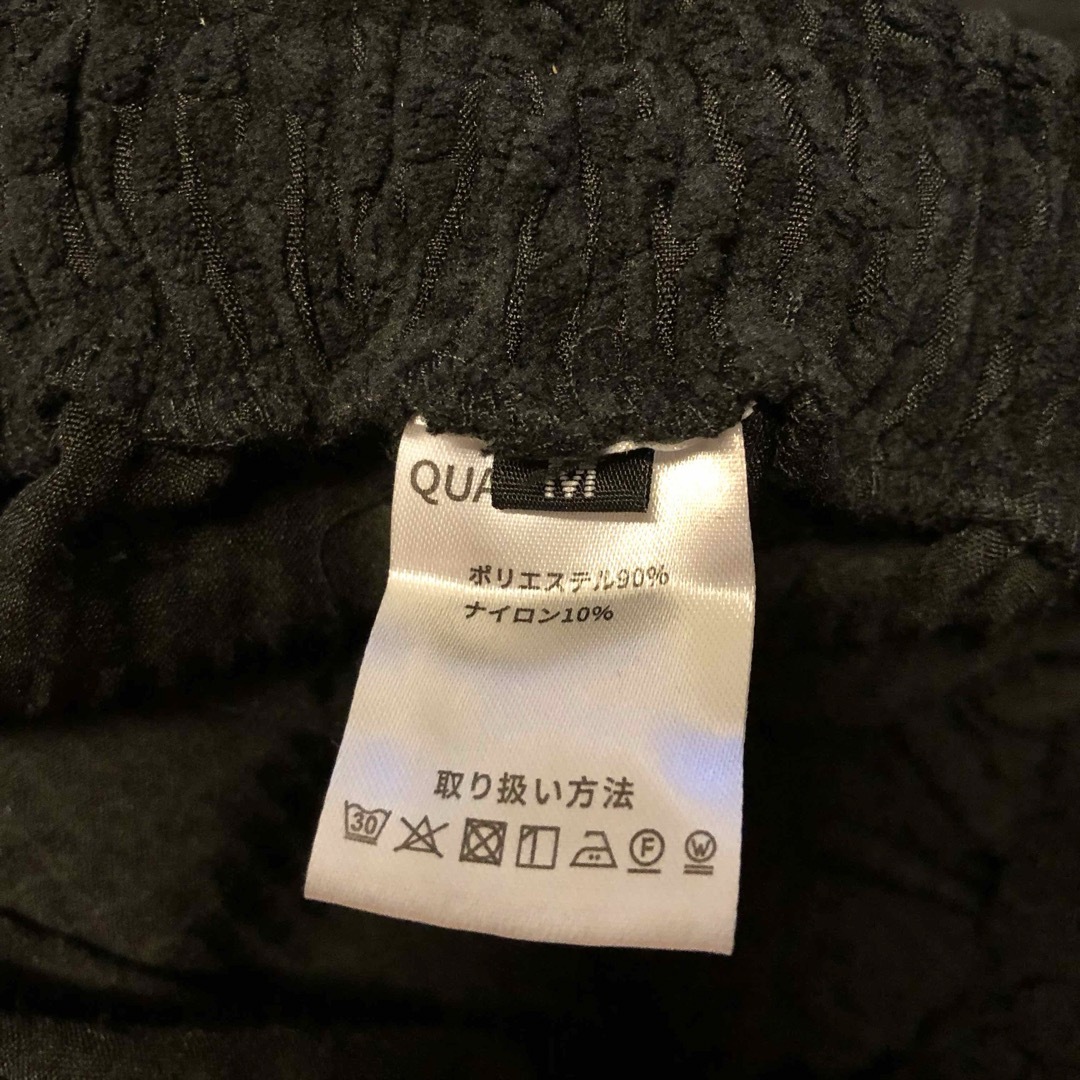 QUA
M
ポリエステル90%
ナイロン10%
取り扱い方法
30 F W